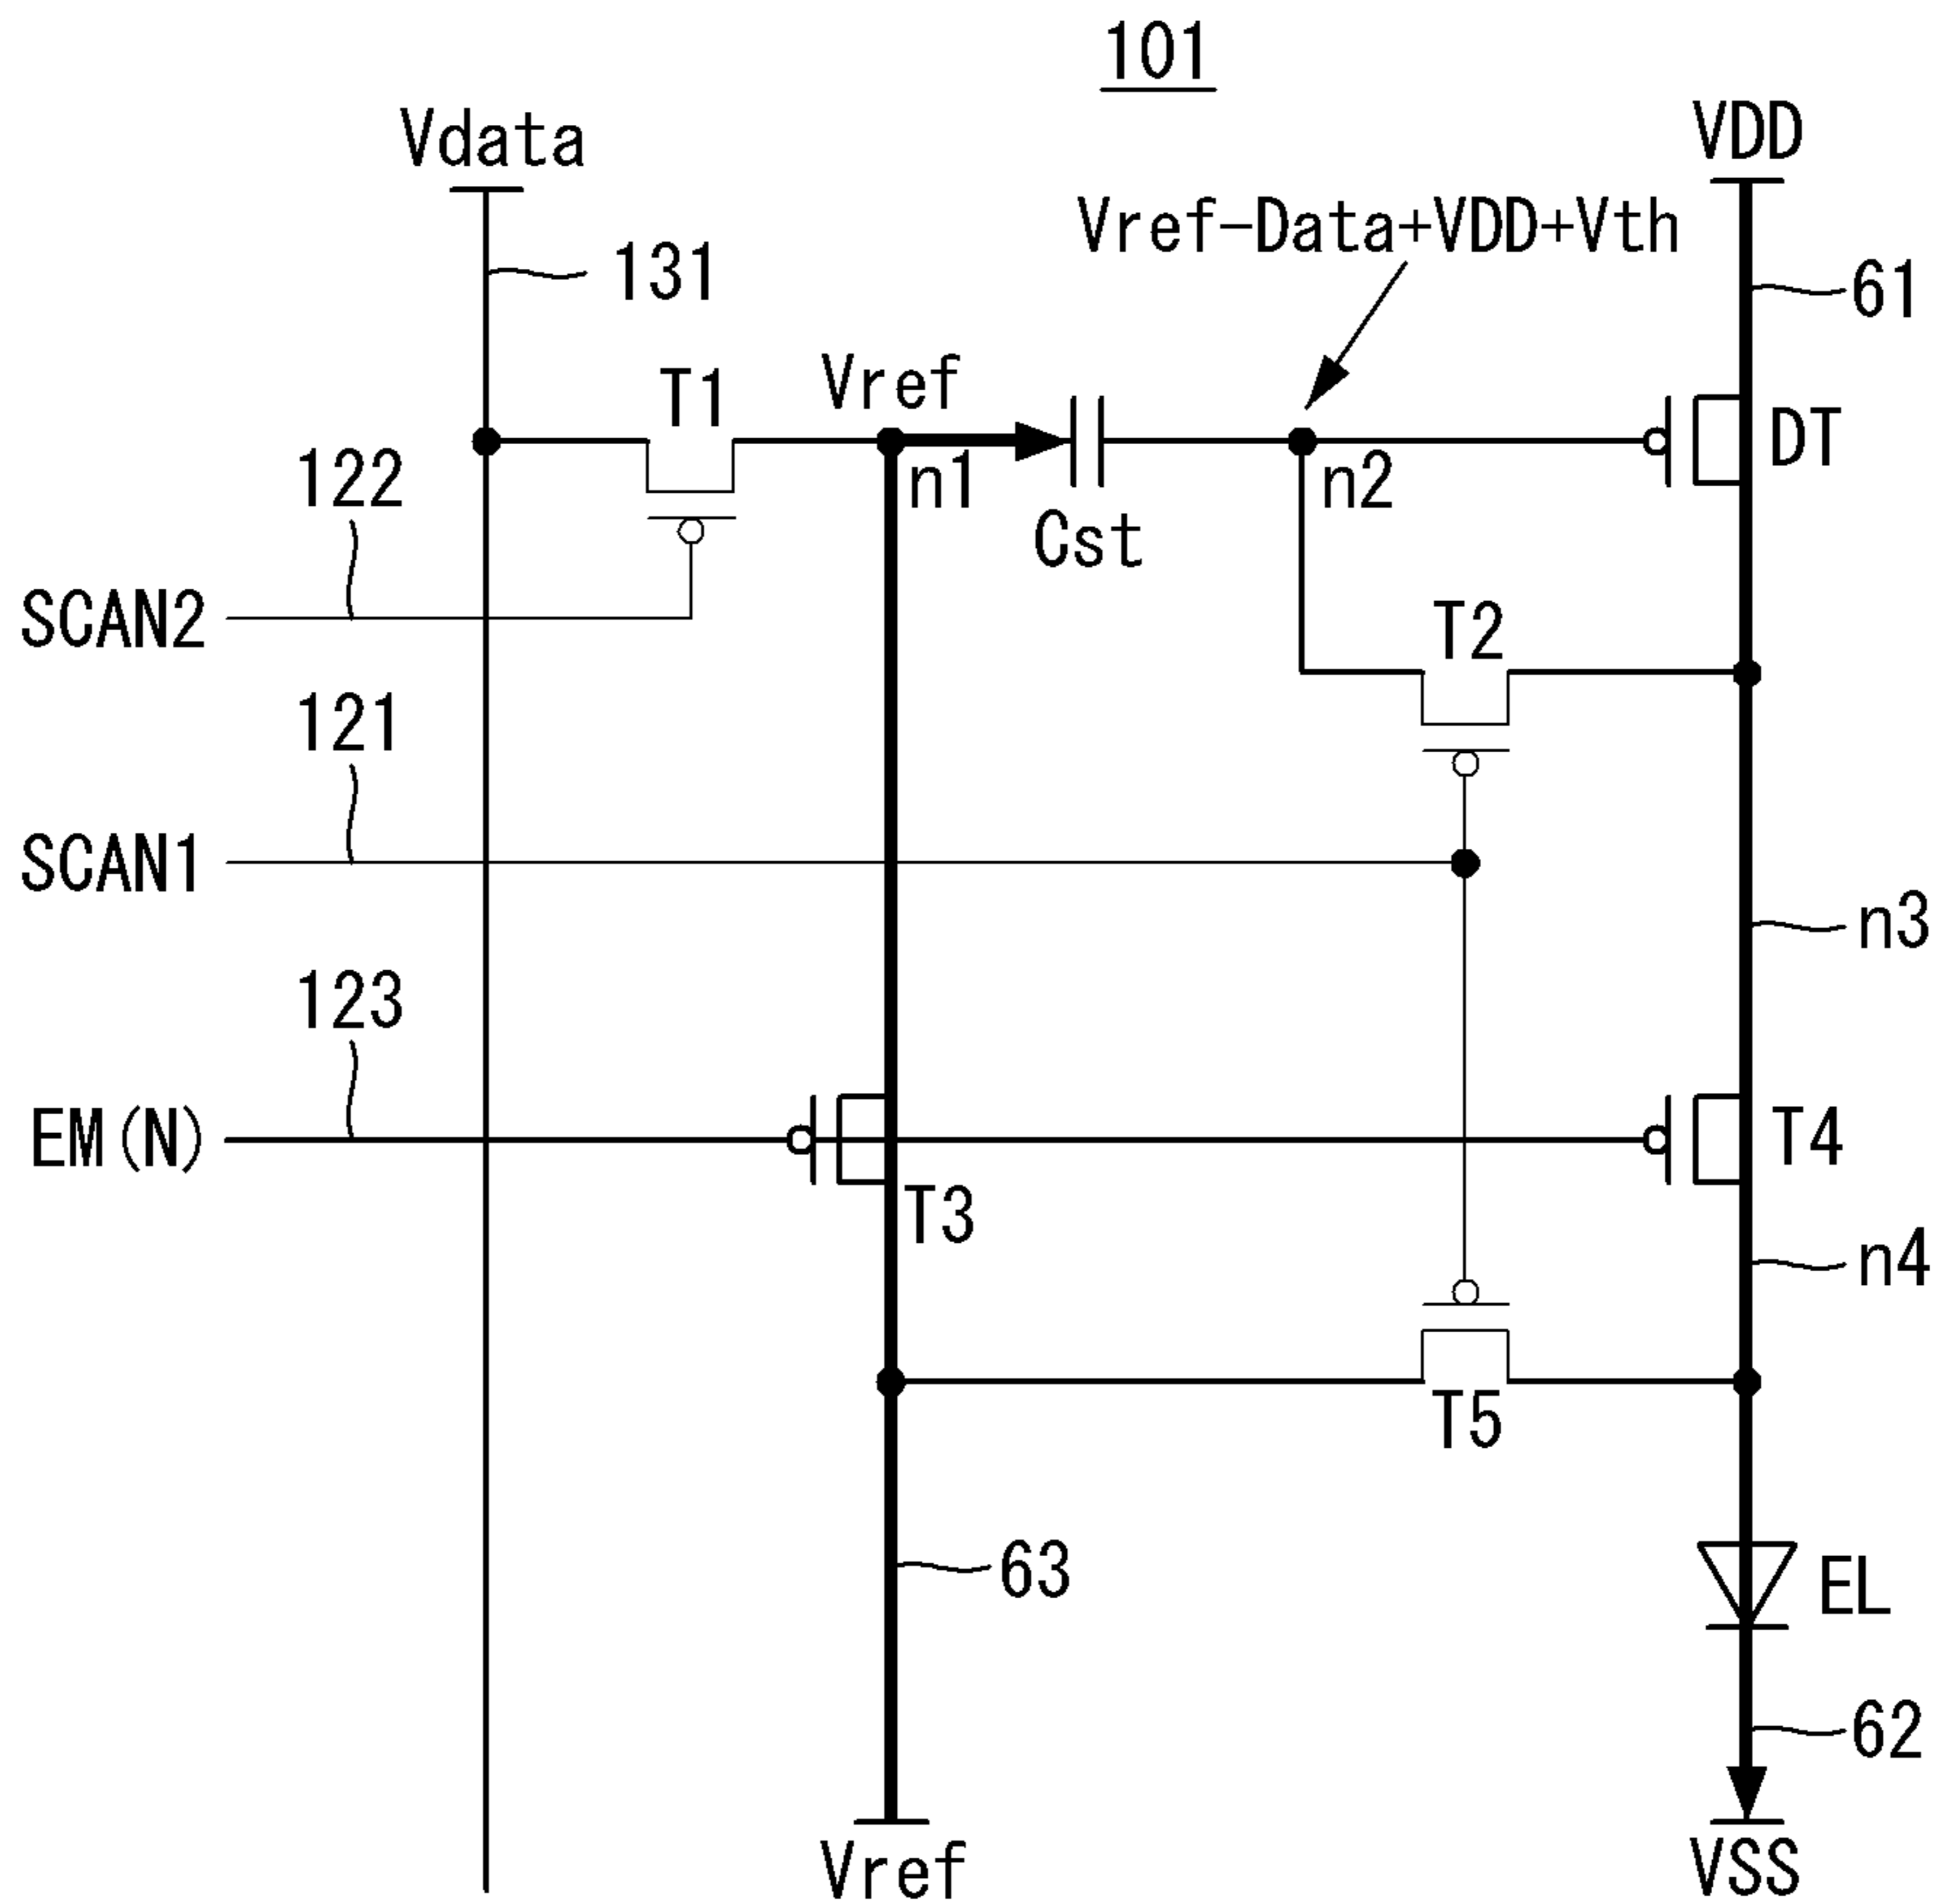 101
Vdata
VDD
Vref-Data+VDD+Vth
131
61
T1
Vref
DT
122
n1
n2
Cst
SCAN2
T2
121
SCAN1
n3
123
EM(N)
T4
T3
n4
T5
63
EL
62
Vref
VSS